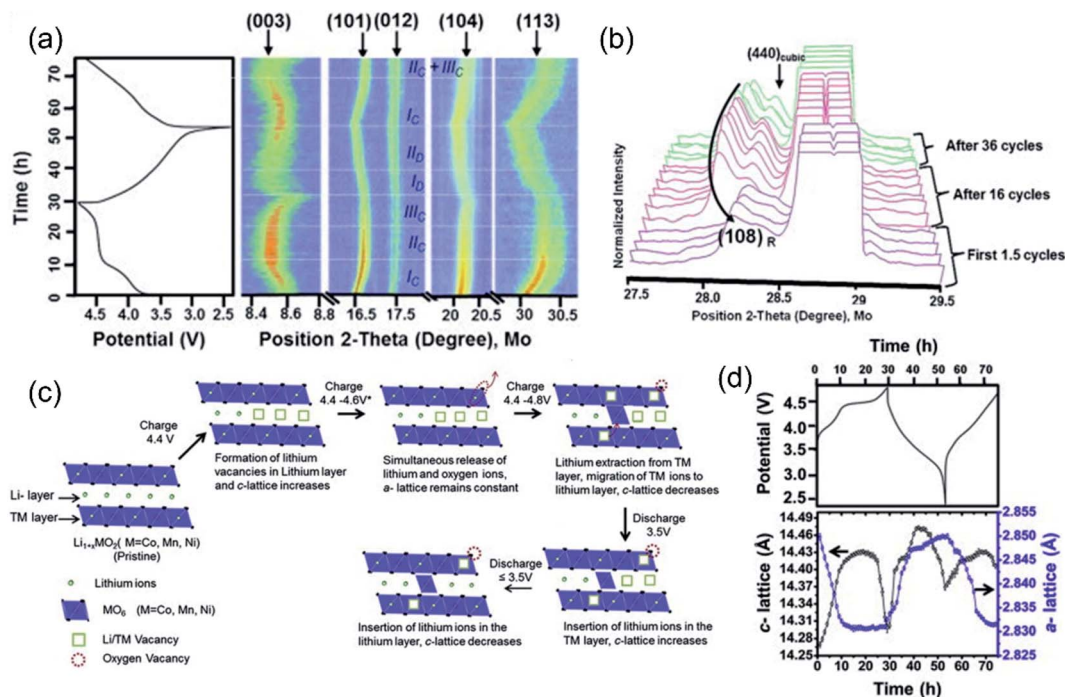 (a)
(003)
(101)
(012)
(104)
(113)
Time (h)
70
60
50
40
30
20
10
0
II_C + III_C
I_C
II_D
I_D
III_C
II_C
I_C
4.5 4.0 3.5 3.0 2.5
Potential (V)
8.4 8.6 8.8 16.5 17.5 20 20.5 30 30.5
Position 2-Theta (Degree), Mo
(b)
(440)cubic
Normalized Intensity
(108) R
After 36 cycles
After 16 cycles
First 1.5 cycles
27.5 28.0 28.5 29 29.5
Position 2-Theta (Degree), Mo
(c)
Charge
4.4 V
Charge
4.4 -4.6V*
Charge
4.4 -4.8V
Formation of lithium
vacancies in Lithium layer
and c-lattice increases
Simultaneous release of
lithium and oxygen ions,
a- lattice remains constant
Lithium extraction from TM
layer, migration of TM ions to
lithium layer, c-lattice decreases
Li- layer
TM layer
Li1+xMO2( M=Co, Mn, Ni)
(Pristine)
Lithium ions
MO6 (M=Co, Mn, Ni)
Li/TM Vacancy
Oxygen Vacancy
Discharge
3.5V
Discharge
≤ 3.5V
Insertion of lithium ions in the
lithium layer, c-lattice decreases
Insertion of lithium ions in the
TM layer, c-lattice increases
(d)
Time (h)
0 10 20 30 40 50 60 70
Potential (V)
4.5
4.0
3.5
3.0
2.5
c- lattice (Å)
14.49
14.46
14.43
14.40
14.37
14.34
14.31
14.28
14.25
2.855
2.850
2.845
2.840
2.835
2.830
2.825
a- lattice (Å)
0 10 20 30 40 50 60 70
Time (h)